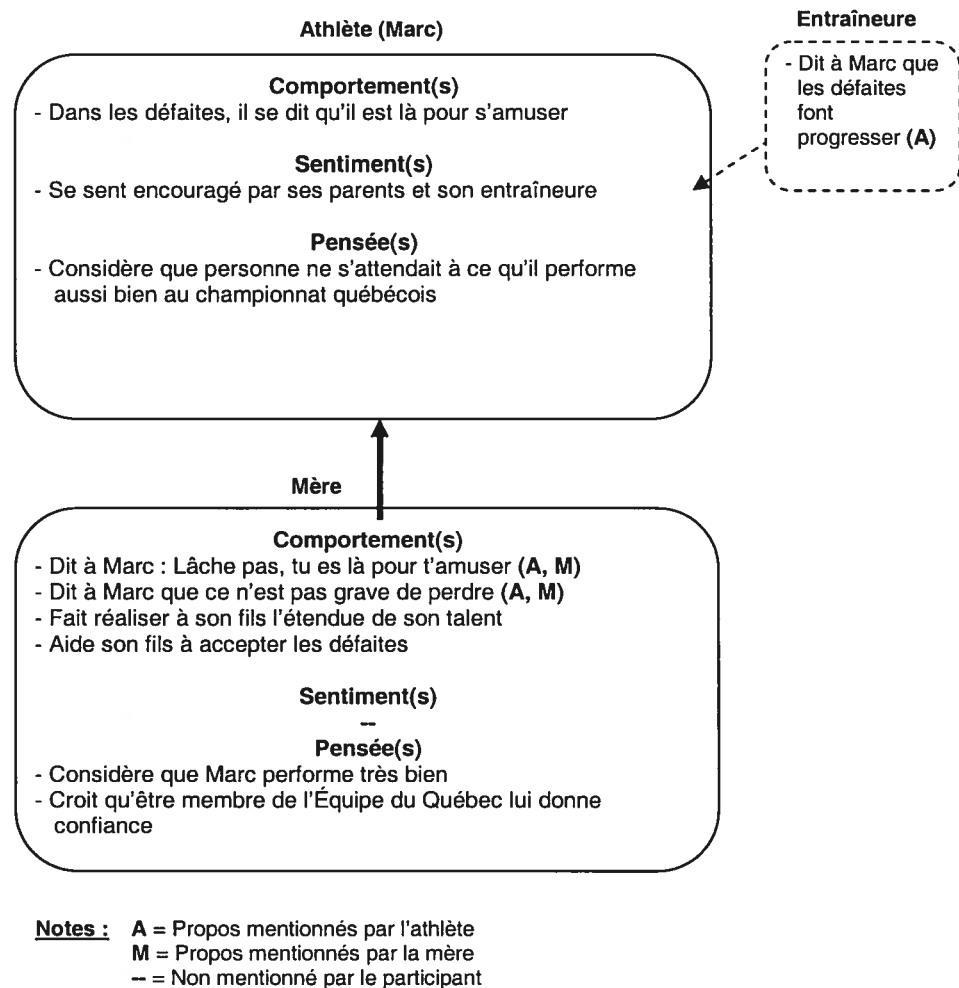 Athlète (Marc)
Comportement(s)
- Dans les défaites, il se dit qu'il est là pour s'amuser
Sentiment(s)
- Se sent encouragé par ses parents et son entraîneure
Pensée(s)
- Considère que personne ne s'attendait à ce qu'il performe
aussi bien au championnat québécois
Entraîneure
- Dit à Marc que
les défaites
font
progresser (A)
Mère
Comportement(s)
- Dit à Marc : Lâche pas, tu es là pour t'amuser (A, M)
- Dit à Marc que ce n'est pas grave de perdre (A, M)
- Fait réaliser à son fils l'étendue de son talent
- Aide son fils à accepter les défaites
Sentiment(s)
--
Pensée(s)
- Considère que Marc performe très bien
- Croit qu'être membre de l'Équipe du Québec lui donne
confiance
Notes : A = Propos mentionnés par l'athlète
M = Propos mentionnés par la mère
-- = Non mentionné par le participant